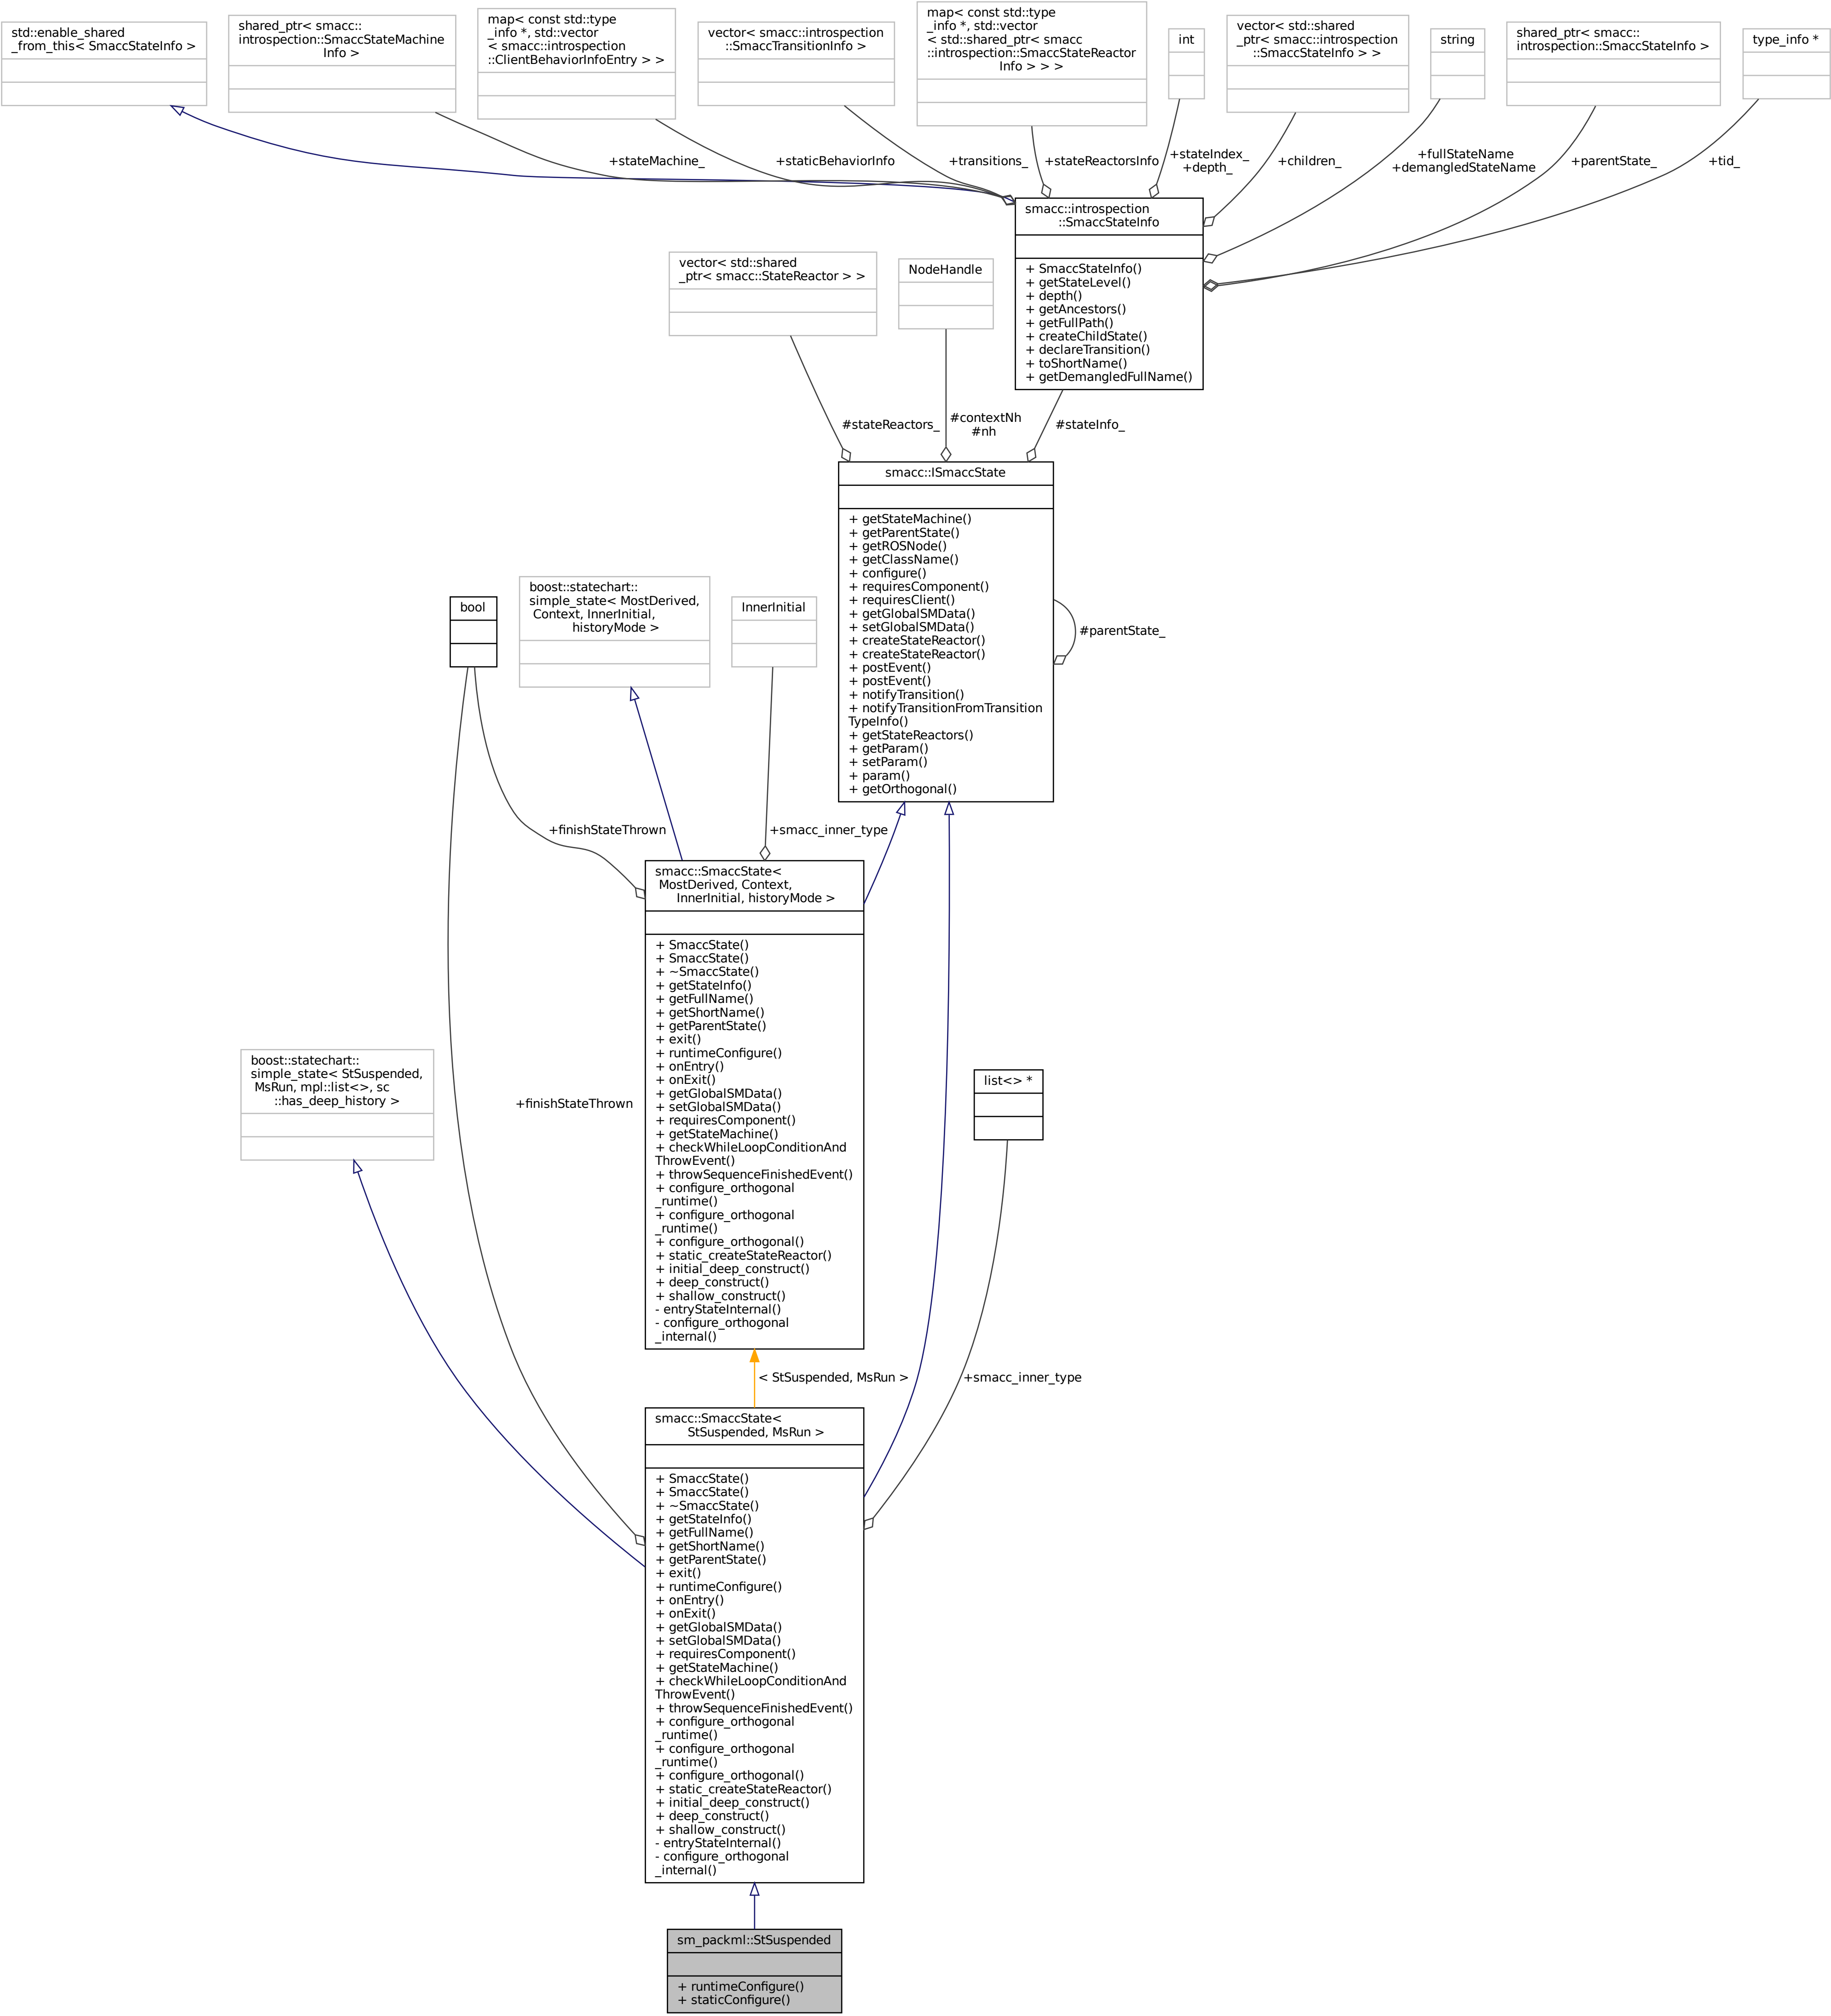 std::enable_shared
_from_this< SmaccStateInfo >
shared_ptr< smacc::
introspection::SmaccStateMachine
Info >
map< const std::type
_info *, std::vector
< smacc::introspection
::ClientBehaviorInfoEntry > >
vector< smacc::introspection
::SmaccTransitionInfo >
map< const std::type
_info *, std::vector
< std::shared_ptr< smacc
::introspection::SmaccStateReactor
Info > > >
int
vector< std::shared
_ptr< smacc::introspection
::SmaccStateInfo > >
string
shared_ptr< smacc::
introspection::SmaccStateInfo >
type_info *
+stateMachine_
+staticBehaviorInfo
+transitions_
+stateReactorsInfo
+stateIndex_
+depth_
+children_
+fullStateName
+demangledStateName
+parentState_
+tid_
smacc::introspection
::SmaccStateInfo
+ SmaccStateInfo()
+ getStateLevel()
+ depth()
+ getAncestors()
+ getFullPath()
+ createChildState()
+ declareTransition()
+ toShortName()
+ getDemangledFullName()
vector< std::shared
_ptr< smacc::StateReactor > >
NodeHandle
#stateReactors_
#contextNh
#nh
#stateInfo_
smacc::ISmaccState
+ getStateMachine()
+ getParentState()
+ getROSNode()
+ getClassName()
+ configure()
+ requiresComponent()
+ requiresClient()
+ getGlobalSMData()
+ setGlobalSMData()
+ createStateReactor()
+ createStateReactor()
+ postEvent()
+ postEvent()
+ notifyTransition()
+ notifyTransitionFromTransition
TypeInfo()
+ getStateReactors()
+ getParam()
+ setParam()
+ param()
+ getOrthogonal()
#parentState_
bool
boost::statechart::
simple_state< MostDerived,
Context, InnerInitial,
historyMode >
InnerInitial
+finishStateThrown
+smacc_inner_type
smacc::SmaccState<
MostDerived, Context,
InnerInitial, historyMode >
+ SmaccState()
+ SmaccState()
+ ~SmaccState()
+ getStateInfo()
+ getFullName()
+ getShortName()
+ getParentState()
+ exit()
+ runtimeConfigure()
+ onEntry()
+ onExit()
+ getGlobalSMData()
+ setGlobalSMData()
+ requiresComponent()
+ getStateMachine()
+ checkWhileLoopConditionAnd
ThrowEvent()
+ throwSequenceFinishedEvent()
+ configure_orthogonal
_runtime()
+ configure_orthogonal
_runtime()
+ configure_orthogonal()
+ static_createStateReactor()
+ initial_deep_construct()
+ deep_construct()
+ shallow_construct()
- entryStateInternal()
- configure_orthogonal
_internal()
boost::statechart::
simple_state< StSuspended,
MsRun, mpl::list<>, sc
::has_deep_history >
+finishStateThrown
list<> *
< StSuspended, MsRun >
+smacc_inner_type
smacc::SmaccState<
StSuspended, MsRun >
+ SmaccState()
+ SmaccState()
+ ~SmaccState()
+ getStateInfo()
+ getFullName()
+ getShortName()
+ getParentState()
+ exit()
+ runtimeConfigure()
+ onEntry()
+ onExit()
+ getGlobalSMData()
+ setGlobalSMData()
+ requiresComponent()
+ getStateMachine()
+ checkWhileLoopConditionAnd
ThrowEvent()
+ throwSequenceFinishedEvent()
+ configure_orthogonal
_runtime()
+ configure_orthogonal
_runtime()
+ configure_orthogonal()
+ static_createStateReactor()
+ initial_deep_construct()
+ deep_construct()
+ shallow_construct()
- entryStateInternal()
- configure_orthogonal
_internal()
sm_packml::StSuspended
+ runtimeConfigure()
+ staticConfigure()